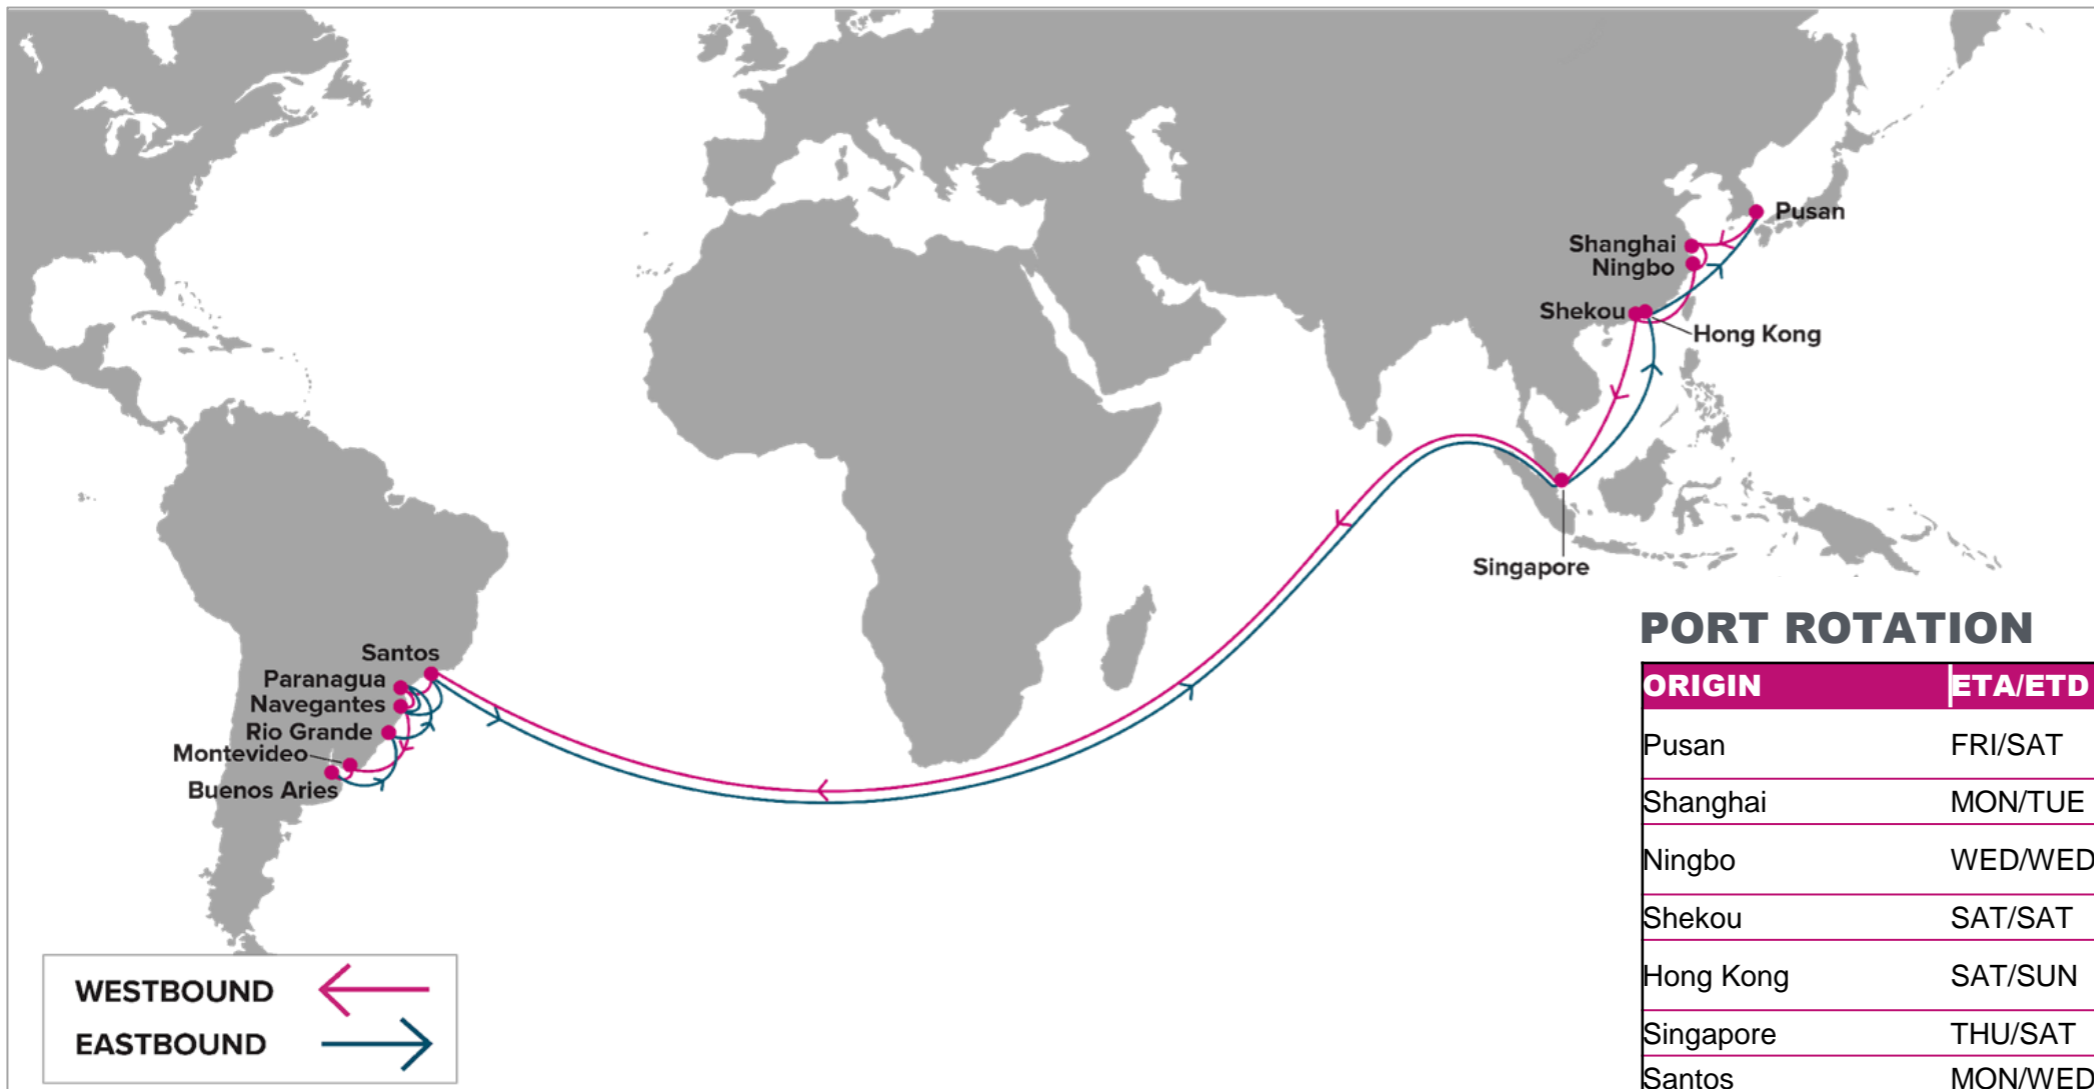 Pusan
Shanghai
Ningbo
Shekou
Hong Kong
Singapore
Santos
Paranagua
Navegantes
Rio Grande
Montevideo
Buenos Aries
WESTBOUND
EASTBOUND
PORT ROTATION
ORIGIN ETA/ETD
Pusan FRI/SAT
Shanghai MON/TUE
Ningbo WED/WED
Shekou SAT/SAT
Hong Kong SAT/SUN
Singapore THU/SAT
Santos MON/WED